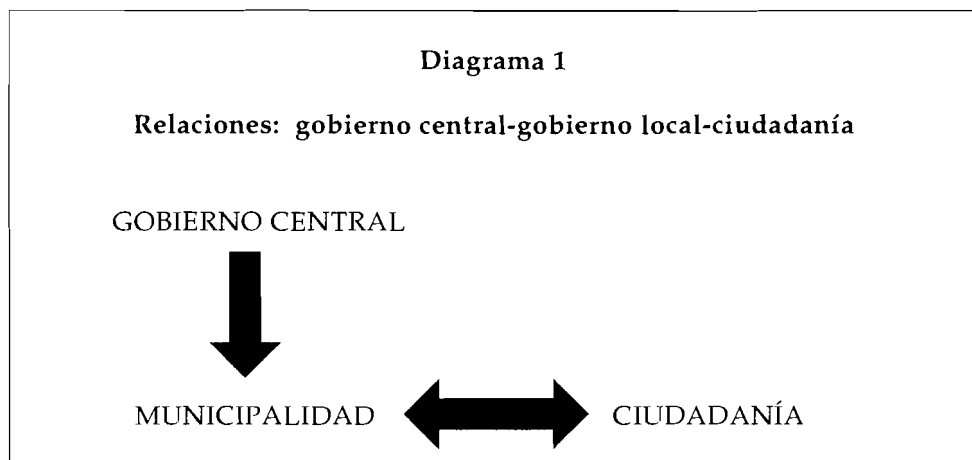 Diagrama 1
Relaciones: gobierno central-gobierno local-ciudadanía
GOBIERNO CENTRAL
MUNICIPALIDAD CIUDADANÍA